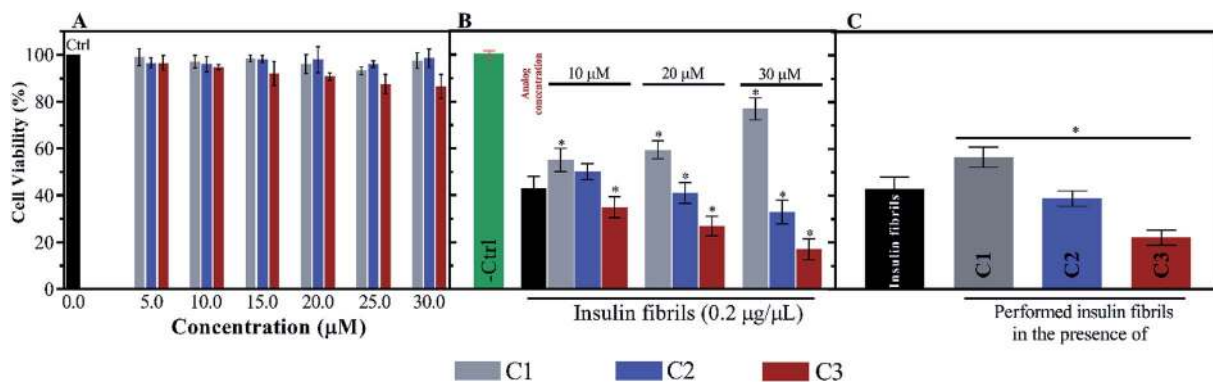 A
Ctrl
Cell Viability (%)
100
80
60
40
20
0
0.0
5.0
10.0
15.0
20.0
25.0
30.0
Concentration (μM)
B
Analog
concentration
10 μM
20 μM
30 μM
*
*
*
*
*
*
*
*
-Ctrl
Insulin fibrils (0.2 μg/μL)
C
*
Insulin fibrils
C1
C2
C3
Performed insulin fibrils
in the presence of
C1
C2
C3